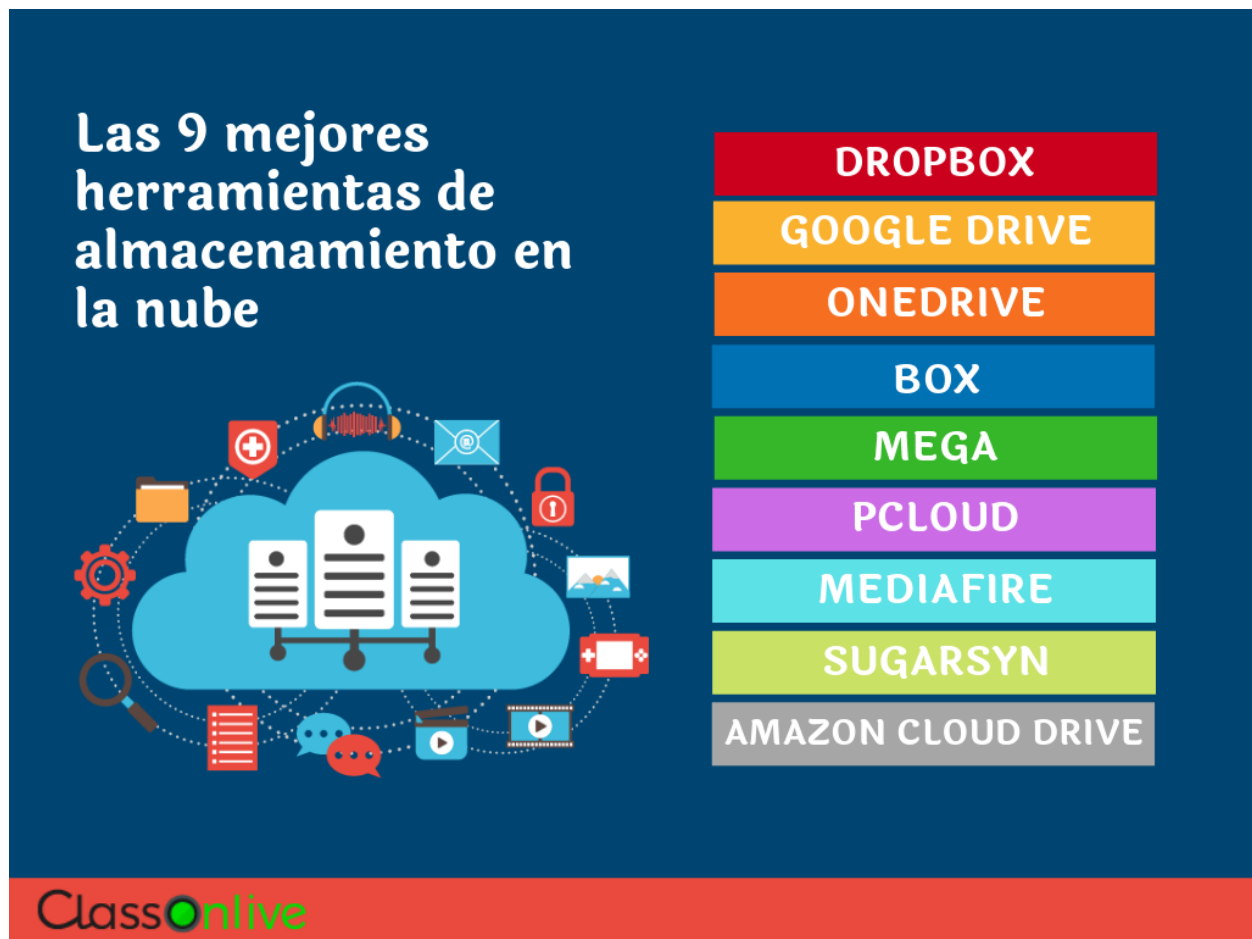 Las 9 mejores
herramientas de
almacenamiento en
la nube
DROPBOX
GOOGLE DRIVE
ONEDRIVE
BOX
MEGA
PCLOUD
MEDIAFIRE
SUGARSYN
AMAZON CLOUD DRIVE
ClassOnlive